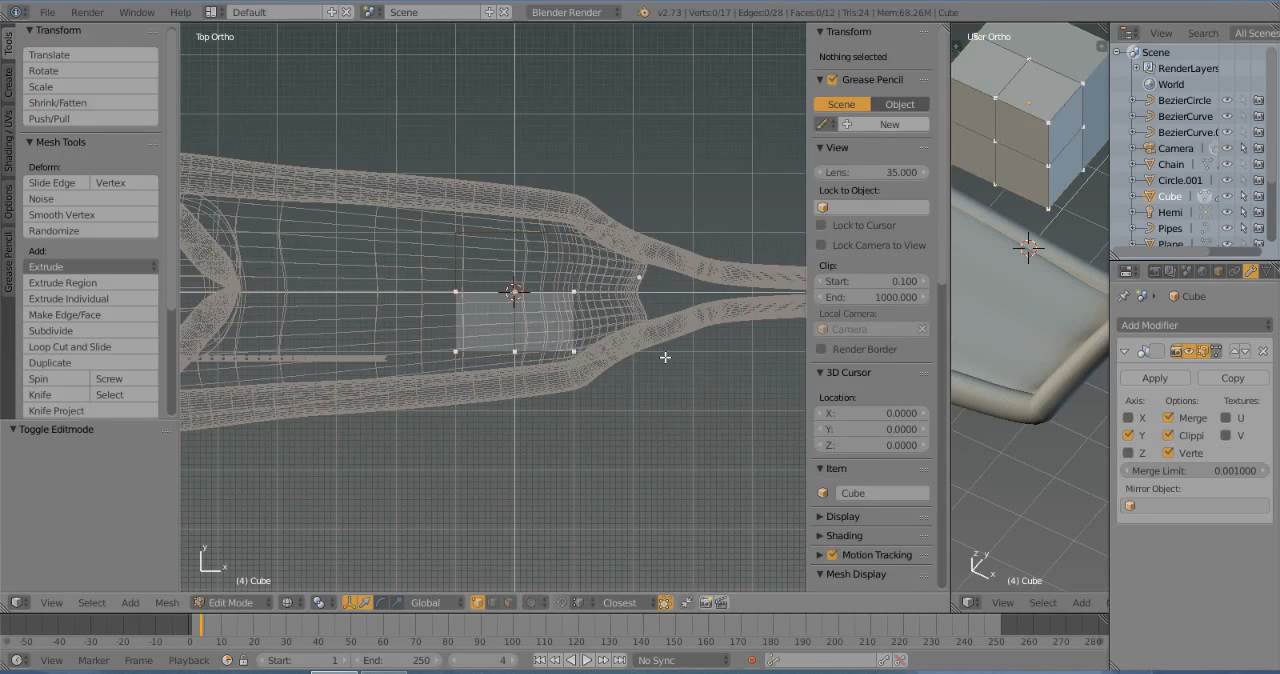 File Render Window Help Default Scene Blender Render v2.73 | Verts:0/17 | Edges:0/28 | Faces:0/12 | Tris:24 | Mem:68.26M | Cube
Tools
Create
Shading / UVs
Options
Grease Pencil
Transform
Translate
Rotate
Scale
Shrink/Fatten
Push/Pull
Mesh Tools
Deform:
Slide Edge Vertex
Noise
Smooth Vertex
Randomize
Add:
Extrude
Extrude Region
Extrude Individual
Make Edge/Face
Subdivide
Loop Cut and Slide
Duplicate
Spin Screw
Knife Select
Knife Project
Toggle Editmode
Top Ortho
y
x
(4) Cube
Transform
Nothing selected
Grease Pencil
Scene Object
New
View
Lens: 35.000
Lock to Object:
Lock to Cursor
Lock Camera to View
Clip:
Start: 0.100
End: 1000.000
Local Camera:
Camera
Render Border
3D Cursor
Location:
X: 0.0000
Y: 0.0000
Z: 0.0000
Item
Cube
Display
Shading
Motion Tracking
Mesh Display
User Ortho
z y
x
(4) Cube
View Search All Scenes
Scene
RenderLayers
World
BezierCircle
BezierCurve
BezierCurve.0
Camera
Chain
Circle.001
Cube
Hemi
Pipes
Plane
Cube
Add Modifier
Apply Copy
Axis: Options: Textures:
X Merge U
Y Clippi V
Z Verte
Merge Limit: 0.001000
Mirror Object:
View Select Add Mesh Edit Mode Global Closest
View Select Add
-50 -40 -30 -20 -10 0 10 20 30 40 50 60 70 80 90 100 110 120 130 140 150 160 170 180 190 200 210 220 230 240 250 260 270 280
View Marker Frame Playback Start: 1 End: 250 4 No Sync